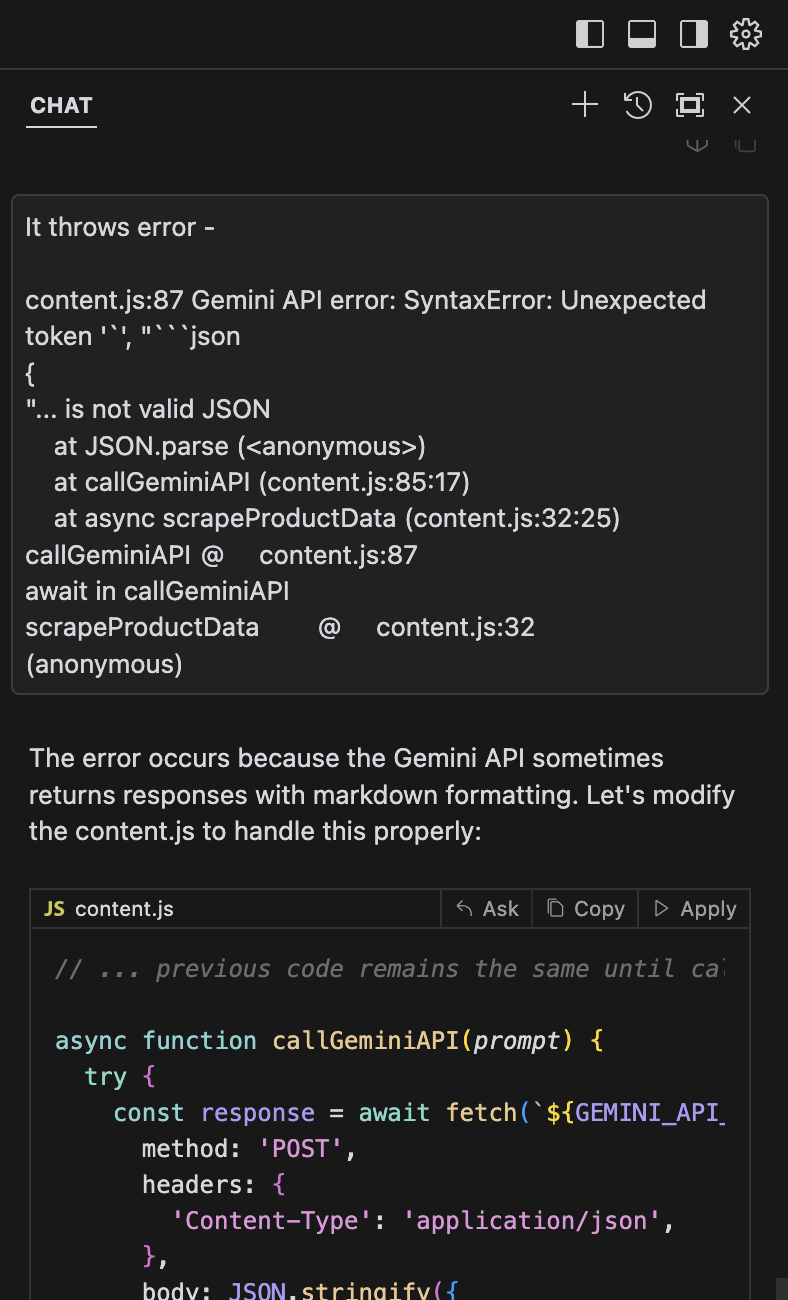 CHAT
It throws error -
content.js:87 Gemini API error: SyntaxError: Unexpected
token '`', "```json
{
"... is not valid JSON
at JSON.parse (<anonymous>)
at callGeminiAPI (content.js:85:17)
at async scrapeProductData (content.js:32:25)
callGeminiAPI @ content.js:87
await in callGeminiAPI
scrapeProductData @ content.js:32
(anonymous)
The error occurs because the Gemini API sometimes
returns responses with markdown formatting. Let's modify
the content.js to handle this properly:
JS content.js Ask Copy Apply
// ... previous code remains the same until
async function callGeminiAPI(prompt) {
try {
const response = await fetch(`${GEMINI_API_
method: 'POST',
headers: {
'Content-Type': 'application/json',
},
body: JSON.stringify({